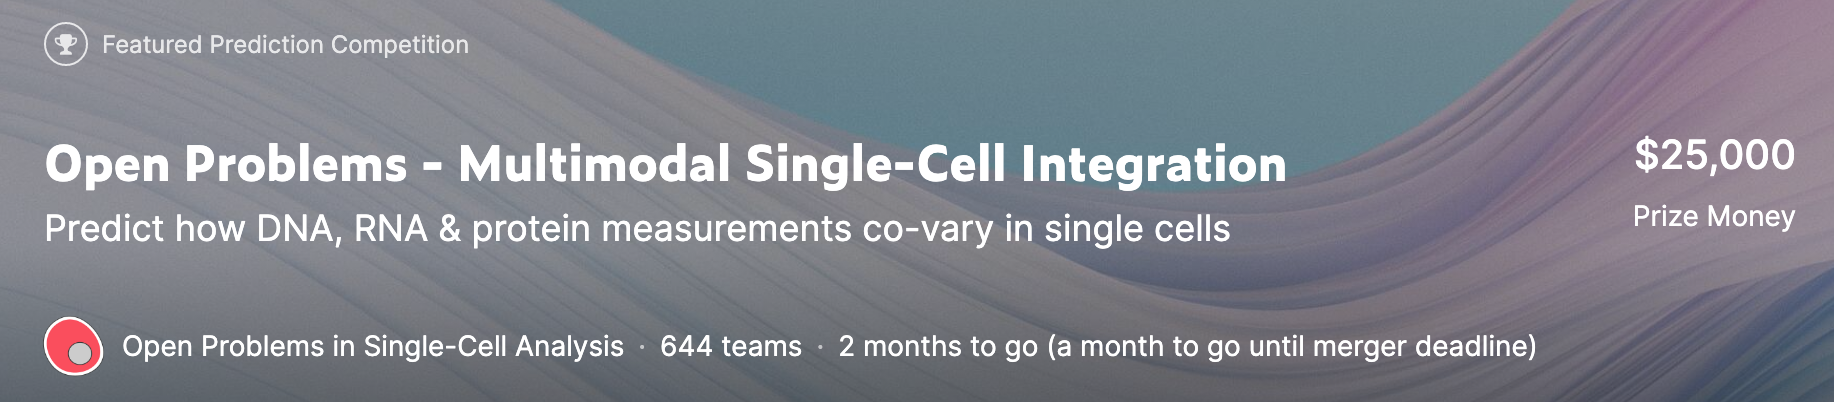 Featured Prediction Competition
Open Problems - Multimodal Single-Cell Integration
$25,000
Predict how DNA, RNA & protein measurements co-vary in single cells
Prize Money
Open Problems in Single-Cell Analysis · 644 teams · 2 months to go (a month to go until merger deadline)